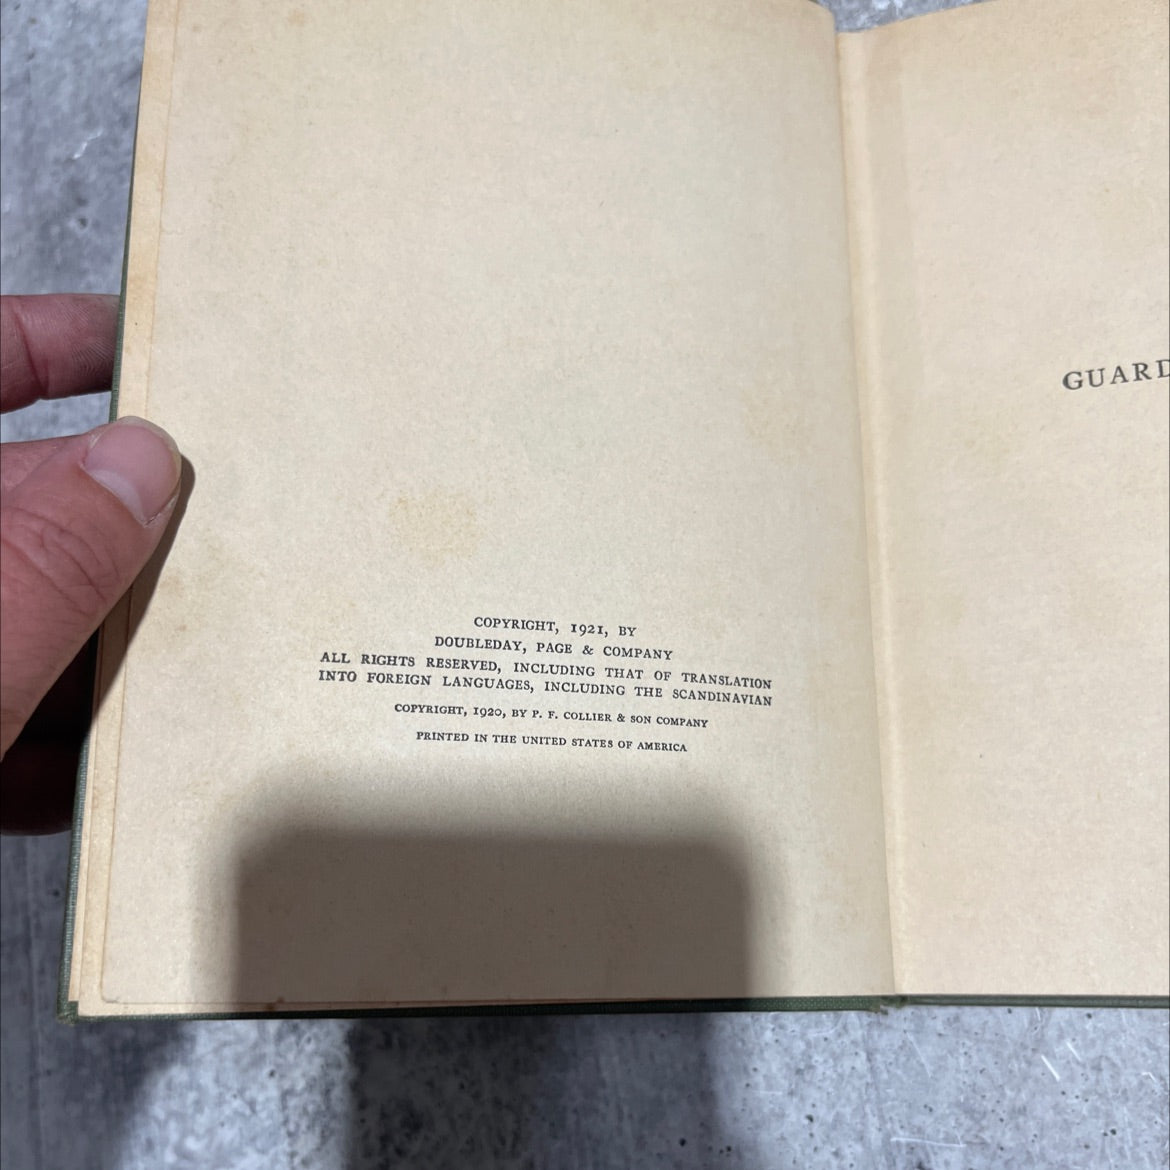 COPYRIGHT, 1921, BY
DOUBLEDAY, PAGE & COMPANY
ALL RIGHTS RESERVED, INCLUDING THAT OF TRANSLATION
INTO FOREIGN LANGUAGES, INCLUDING THE SCANDINAVIAN
COPYRIGHT, 1920, BY P. F. COLLIER & SON COMPANY
PRINTED IN THE UNITED STATES OF AMERICA
GUARD